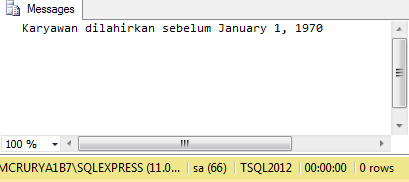 Messages
Karyawan dilahirkan sebelum January 1, 1970
100 %
MCRURYA1B7\SQLEXPRESS (11.0... sa (66) TSQL2012 00:00:00 0 rows